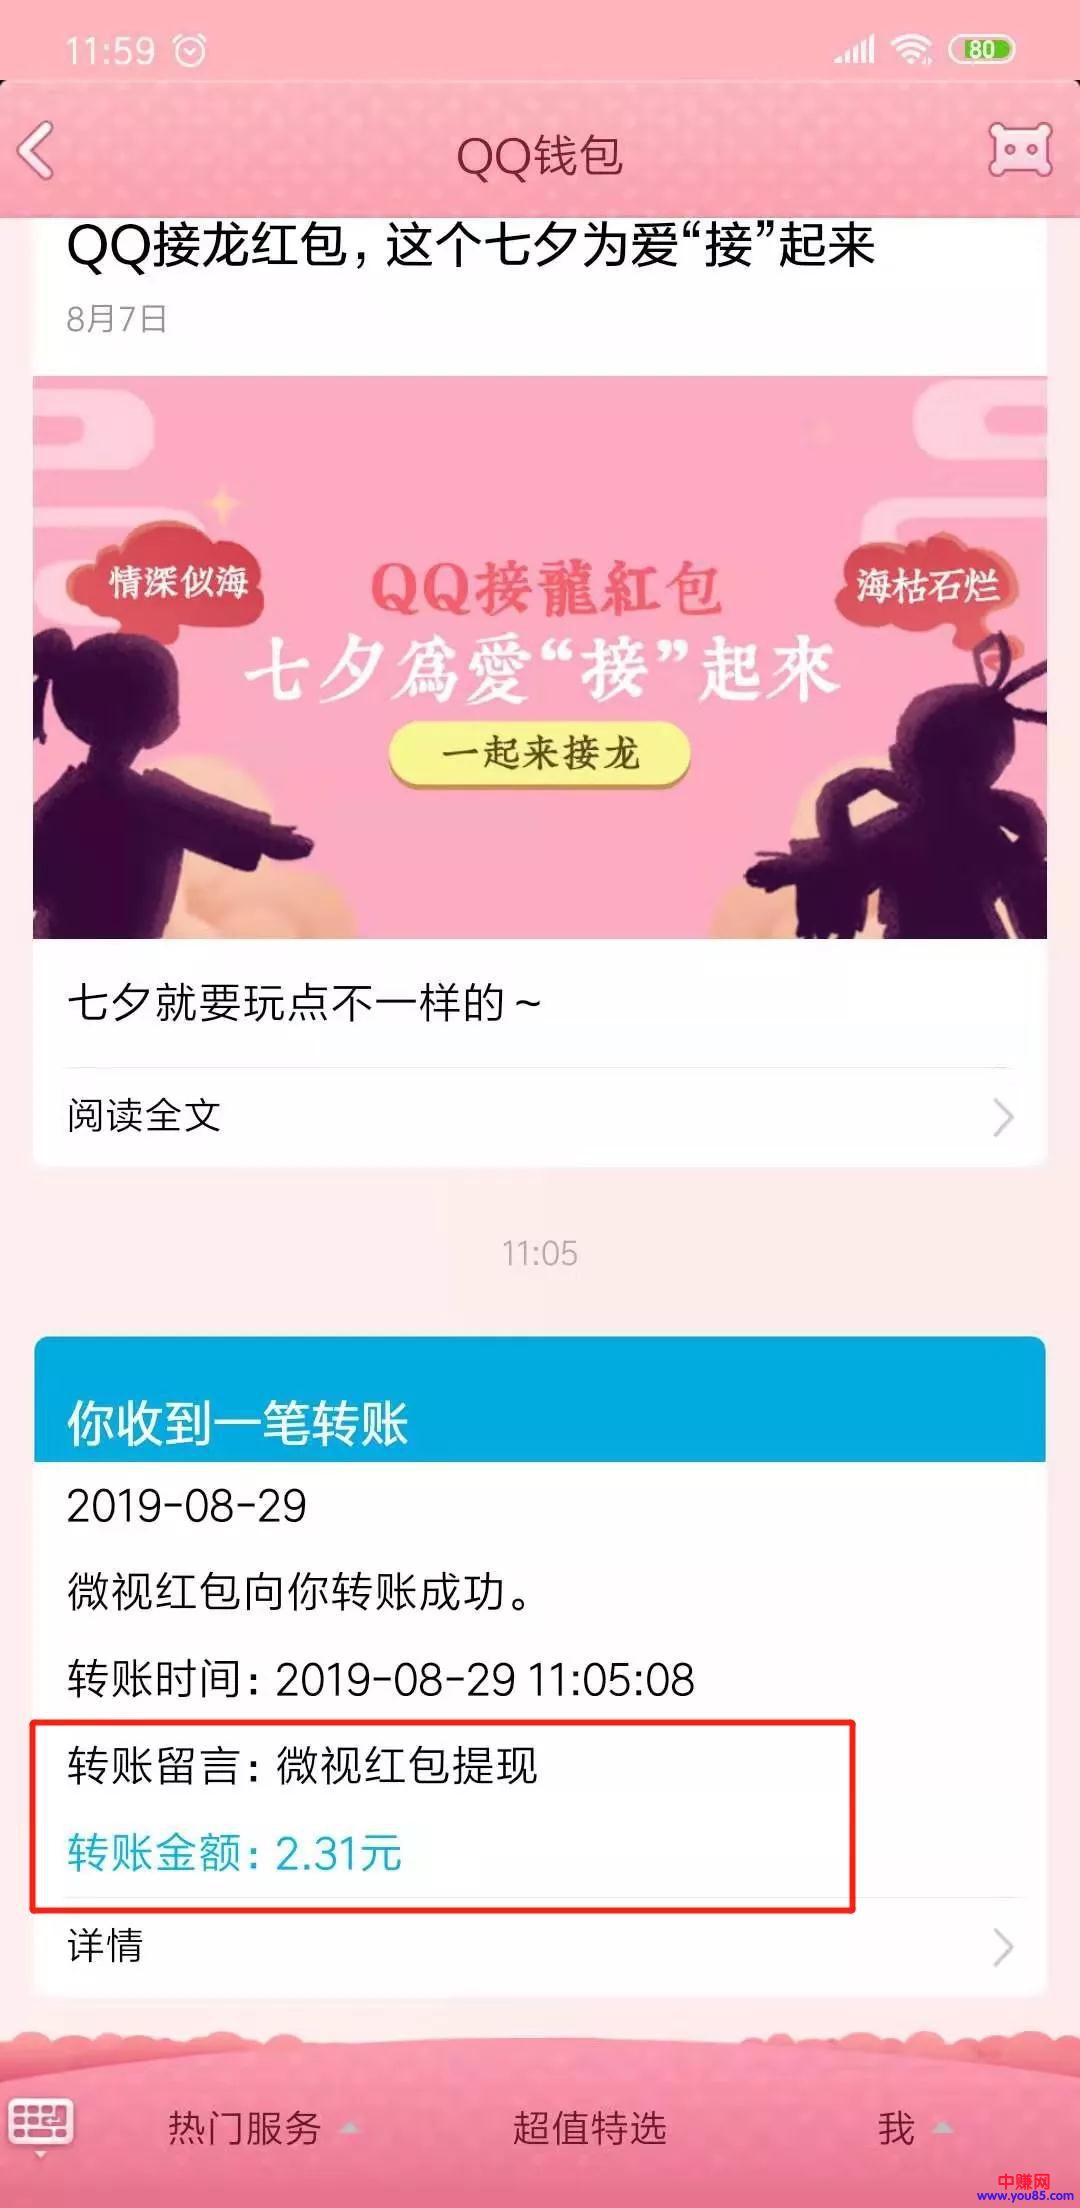 11:59
80
QQ钱包
QQ接龙红包，这个七夕为爱“接”起来
8月7日
情深似海
海枯石烂
QQ接龍紅包
七夕爲愛“接”起來
一起来接龙
七夕就要玩点不一样的～
阅读全文
11:05
你收到一笔转账
2019-08-29
微视红包向你转账成功。
转账时间：2019-08-29 11:05:08
转账留言：微视红包提现
转账金额：2.31元
详情
热门服务
超值特选
我
中赚网
www.you85.com